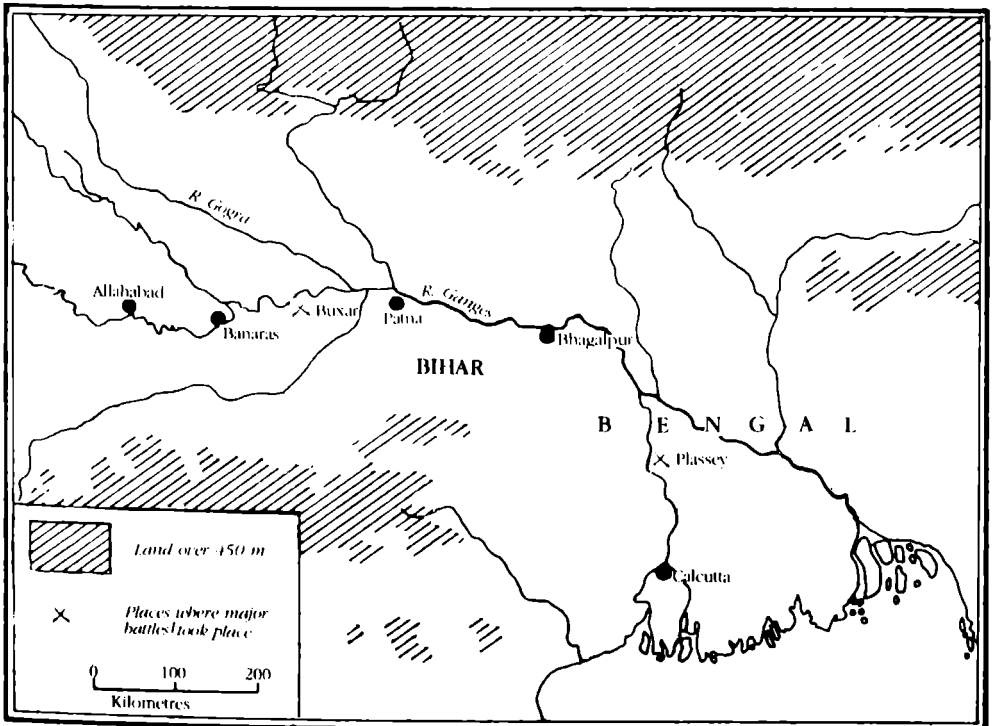 R. Gogra
Allahabad
Banaras
Buxar
Patna
R. Ganges
Bhagalpur
BIHAR
BENGAL
Plassey
Calcutta
Land over 450 m
Places where major
battles took place
0 100 200
Kilometres